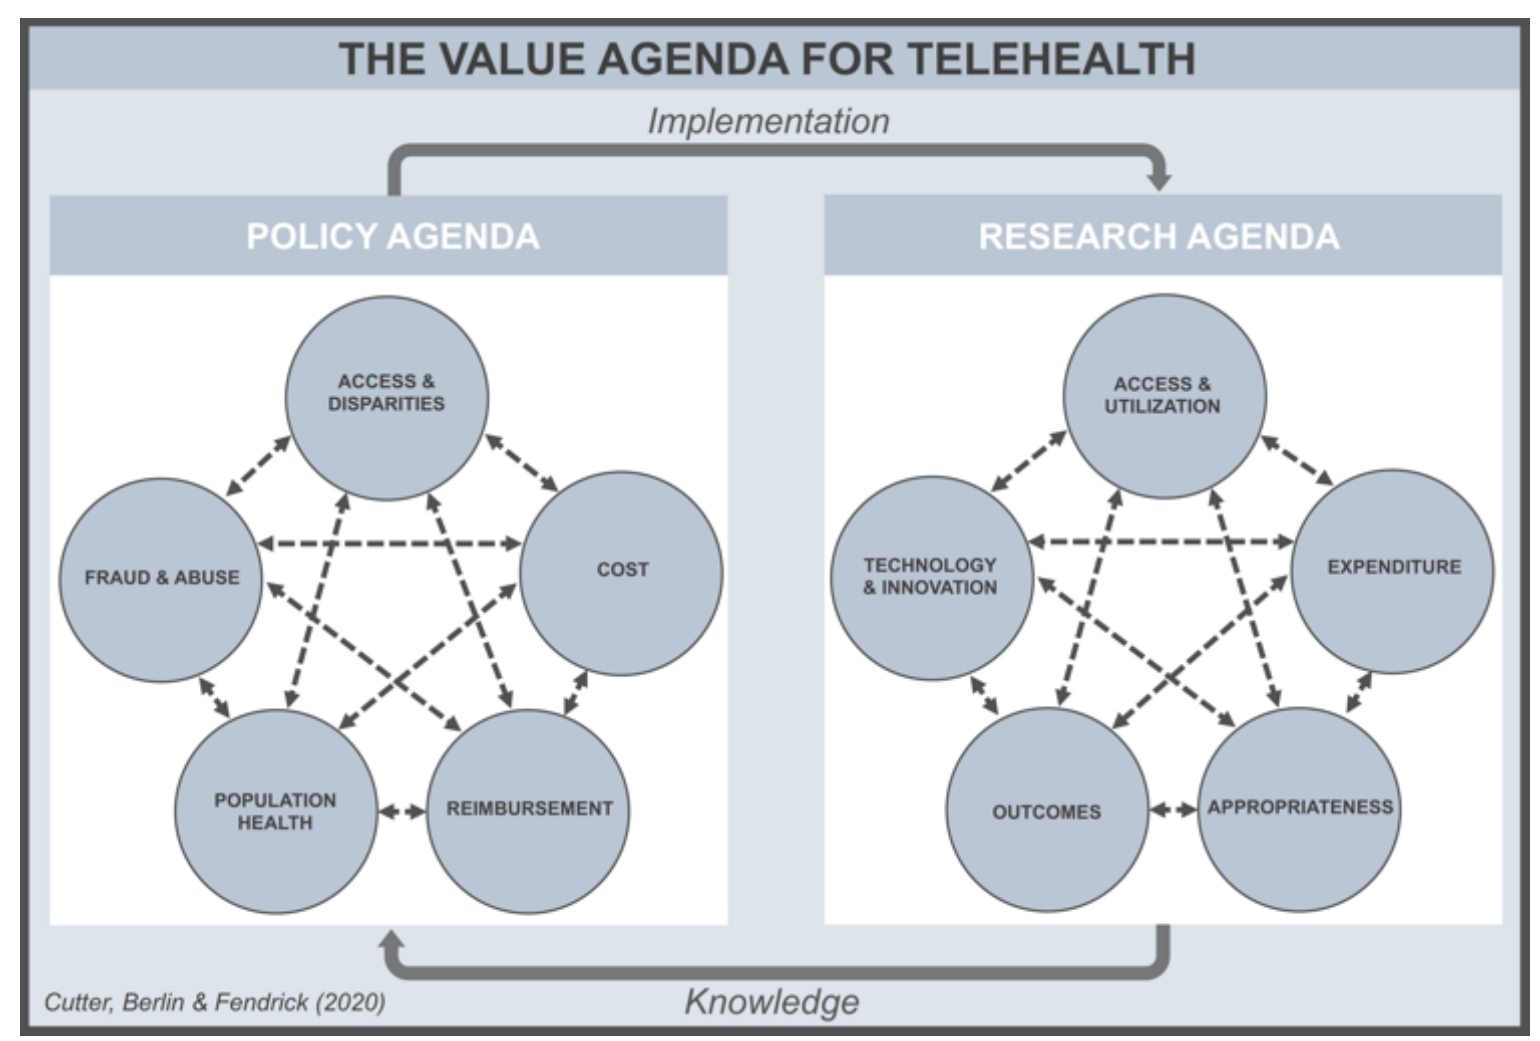 THE VALUE AGENDA FOR TELEHEALTH
Implementation
POLICY AGENDA
ACCESS &
DISPARITIES
FRAUD & ABUSE
COST
POPULATION
HEALTH
REIMBURSEMENT
RESEARCH AGENDA
ACCESS &
UTILIZATION
TECHNOLOGY
& INNOVATION
EXPENDITURE
OUTCOMES
APPROPRIATENESS
Knowledge
Cutter, Berlin & Fendrick (2020)